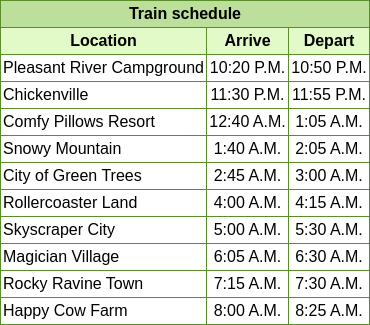 Train schedule
Location Arrive Depart
Pleasant River Campground 10:20 P.M. 10:50 P.M.
Chickenville 11:30 P.M. 11:55 P.M.
Comfy Pillows Resort 12:40 A.M. 1:05 A.M.
Snowy Mountain 1:40 A.M. 2:05 A.M.
City of Green Trees 2:45 A.M. 3:00 A.M.
Rollercoaster Land 4:00 A.M. 4:15 A.M.
Skyscraper City 5:00 A.M. 5:30 A.M.
Magician Village 6:05 A.M. 6:30 A.M.
Rocky Ravine Town 7:15 A.M. 7:30 A.M.
Happy Cow Farm 8:00 A.M. 8:25 A.M.